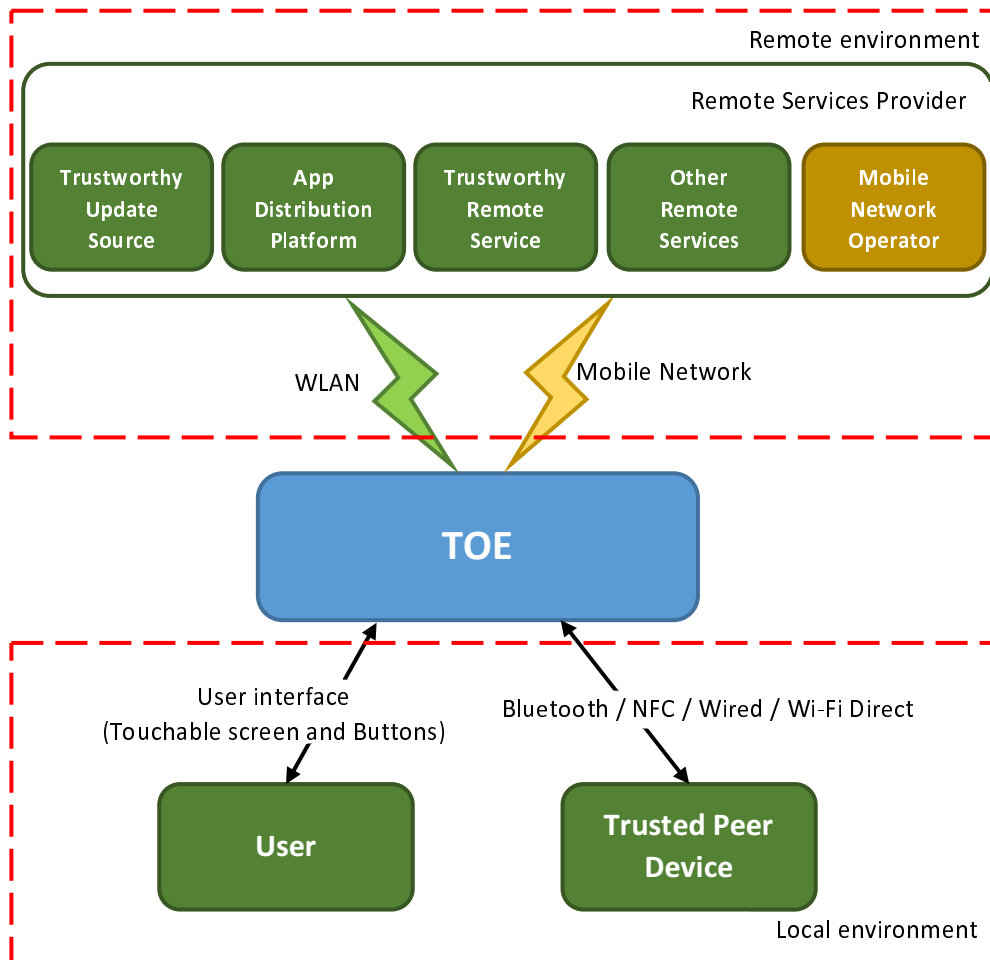 Remote environment
Remote Services Provider
Trustworthy
Update
Source
App
Distribution
Platform
Trustworthy
Remote
Service
Other
Remote
Services
Mobile
Network
Operator
WLAN
Mobile Network
TOE
User interface
(Touchable screen and Buttons)
Bluetooth / NFC / Wired / Wi-Fi Direct
User
Trusted Peer
Device
Local environment